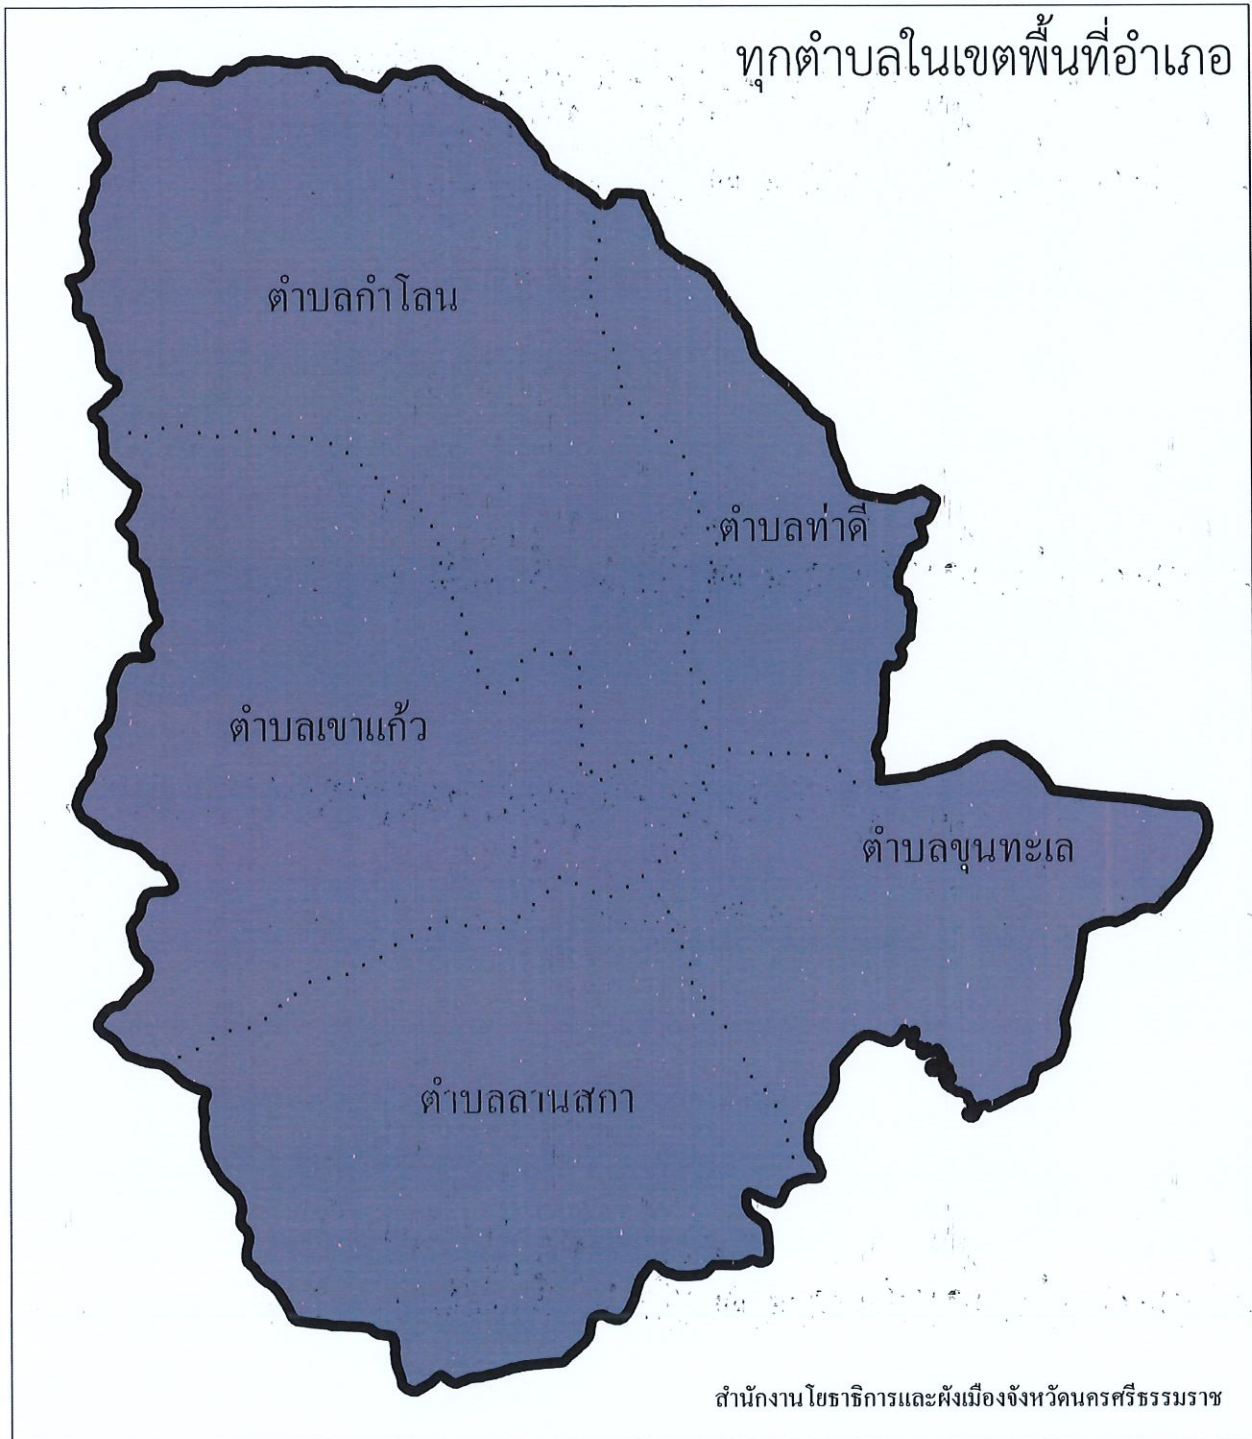 ทุกตำบลในเขตพื้นที่อำเภอ
ตำบลกำโลน
ตำบลท่าดี
ตำบลเขาแก้ว
ตำบลขุนทะเล
ตำบลลานสกา
สำนักงานโยธาธิการและผังเมืองจังหวัดนครศรีธรรมราช